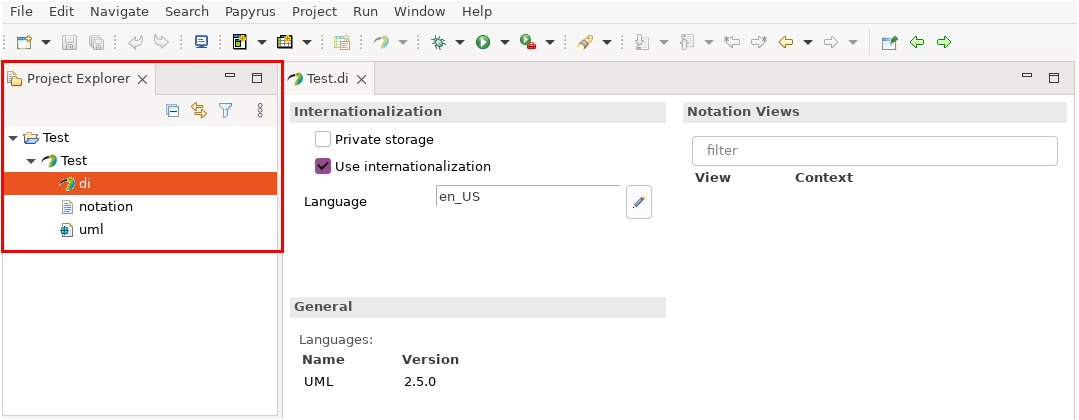 File Edit Navigate Search Papyrus Project Run Window Help
Project Explorer
Test
Test
di
notation
uml
Test.di
Internationalization
Private storage
Use internationalization
Language en_US
General
Languages:
Name Version
UML 2.5.0
Notation Views
filter
View Context